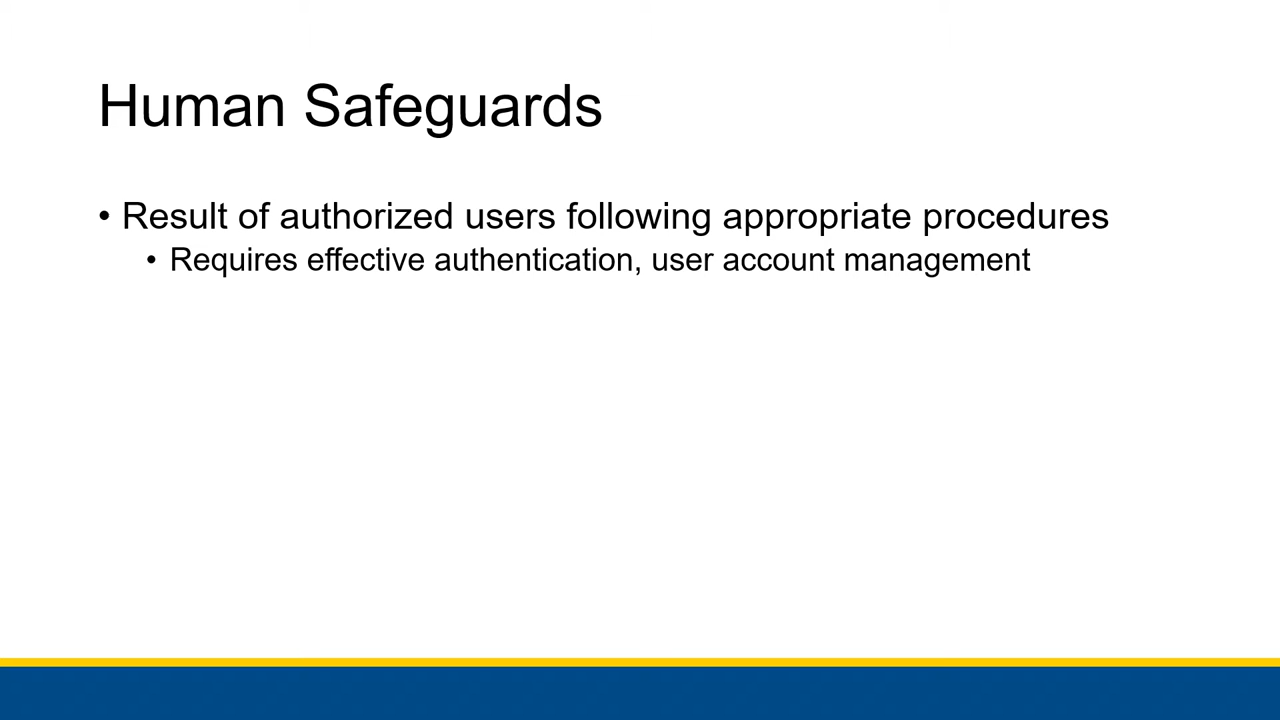 Human Safeguards
• Result of authorized users following appropriate procedures
• Requires effective authentication, user account management